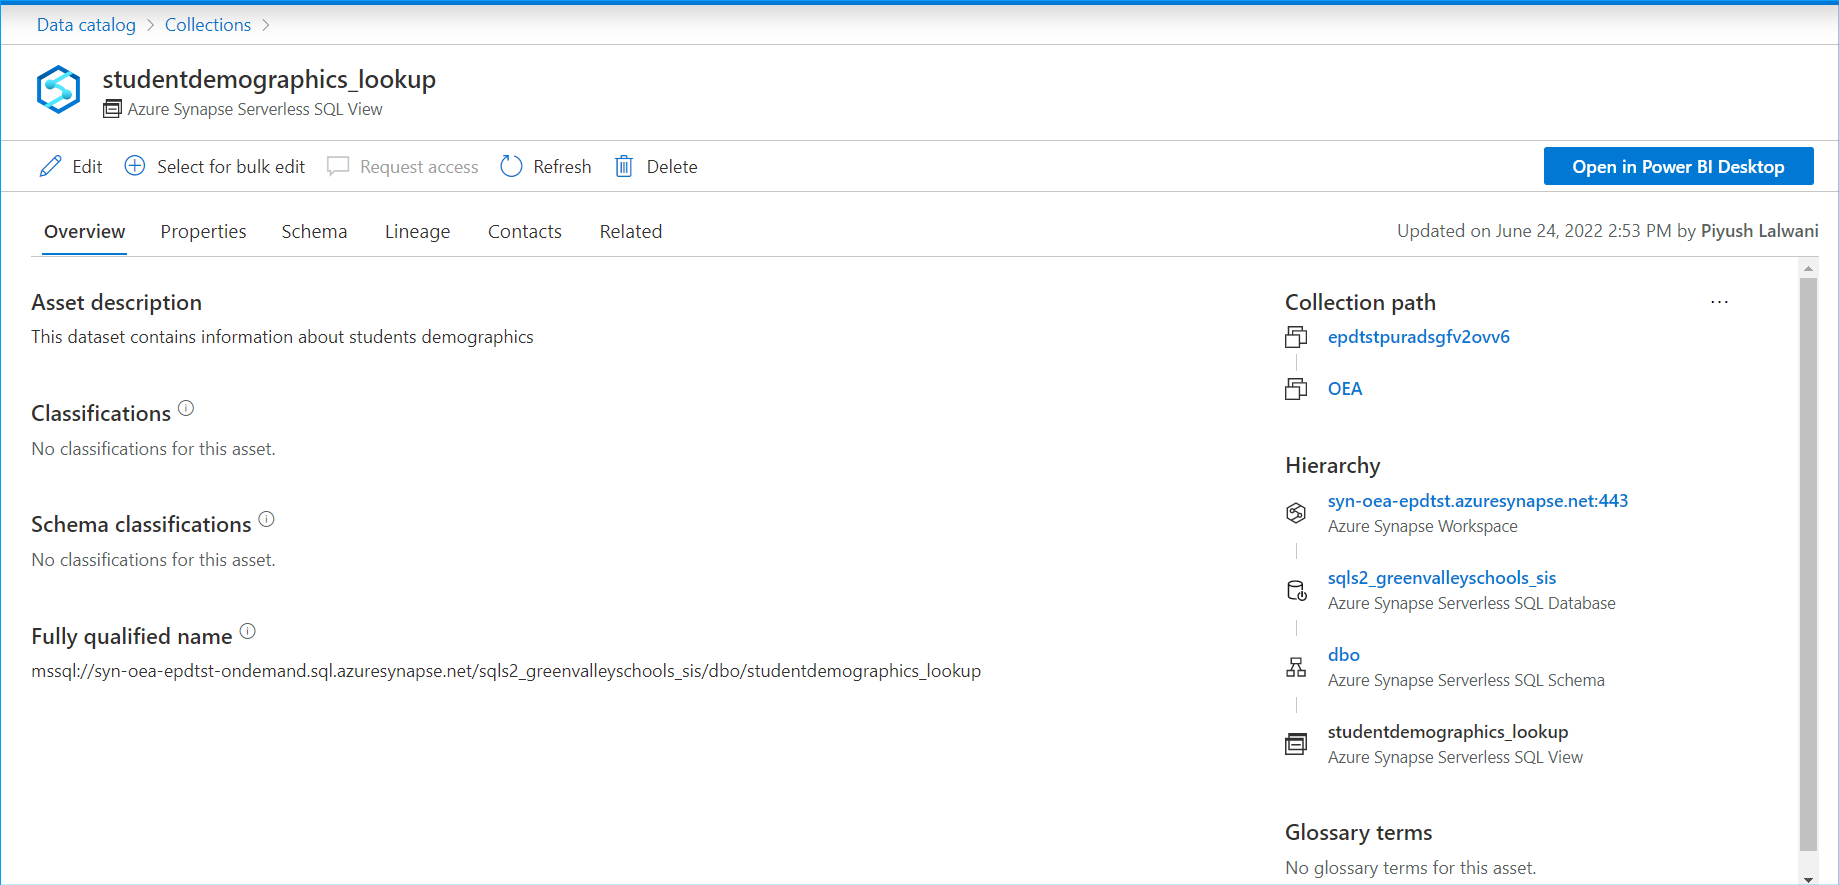 Data catalog > Collections >
studentdemographics_lookup
Azure Synapse Serverless SQL View
Edit Select for bulk edit Request access Refresh Delete Open in Power BI Desktop
Overview Properties Schema Lineage Contacts Related Updated on June 24, 2022 2:53 PM by Piyush Lalwani
Asset description
This dataset contains information about students demographics
Classifications
No classifications for this asset.
Schema classifications
No classifications for this asset.
Fully qualified name
mssql://syn-oea-epdtst-ondemand.sql.azuresynapse.net/sqls2_greenvalleyschools_sis/dbo/studentdemographics_lookup
Collection path ...
epdtstpuradsgfv2ovv6
OEA
Hierarchy
syn-oea-epdtst.azuresynapse.net:443
Azure Synapse Workspace
sqls2_greenvalleyschools_sis
Azure Synapse Serverless SQL Database
dbo
Azure Synapse Serverless SQL Schema
studentdemographics_lookup
Azure Synapse Serverless SQL View
Glossary terms
No glossary terms for this asset.